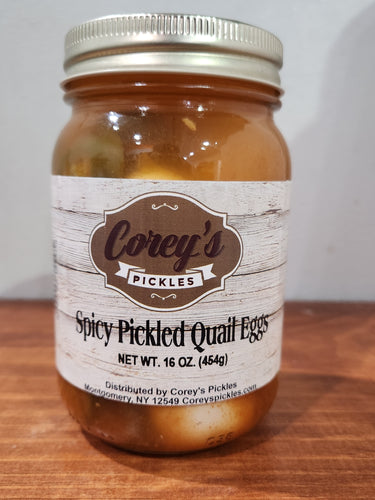 Corey's
PICKLES
Spicy Pickled Quail Eggs
NET WT. 16 OZ. (454g)
Distributed by Corey's Pickles
Montgomery, NY 12549 Coreyspickles.com